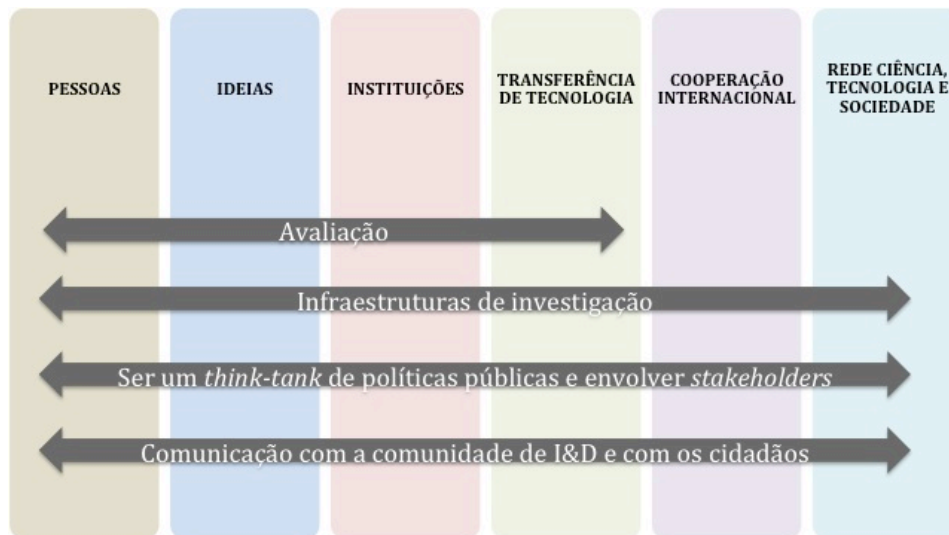 PESSOAS
IDEIAS
INSTITUIÇÕES
TRANSFERÊNCIA
DE TECNOLOGIA
COOPERAÇÃO
INTERNACIONAL
REDE CIÊNCIA,
TECNOLOGIA E
SOCIEDADE
Avaliação
Infraestruturas de investigação
Ser um think-tank de políticas públicas e envolver stakeholders
Comunicação com a comunidade de I&D e com os cidadãos